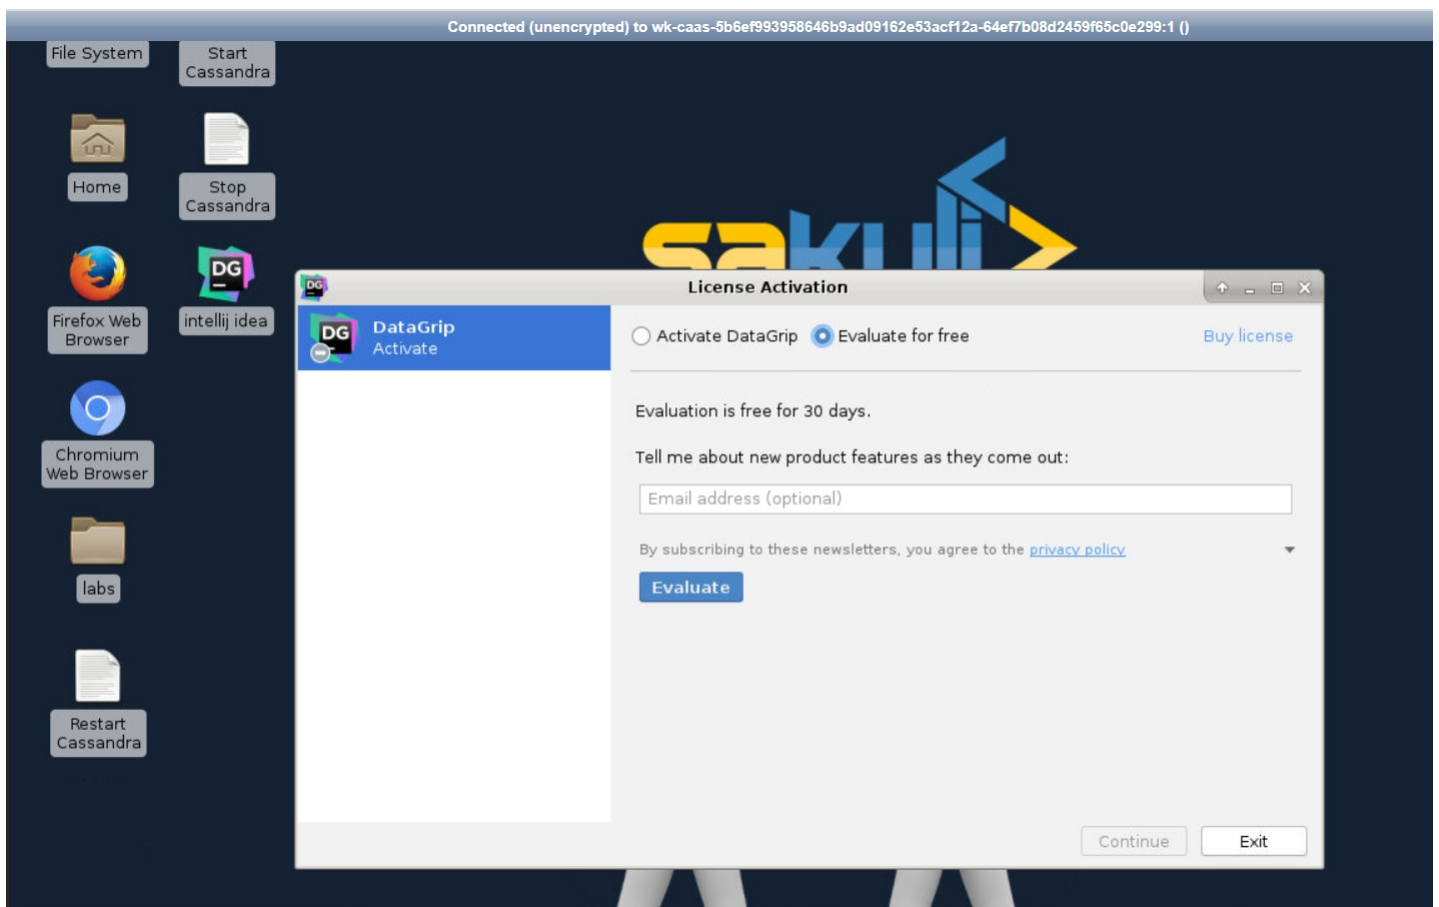 Connected (unencrypted) to wk-caas-5b6ef993958646b9ad09162e53acf12a-64ef7b08d2459f65c0e299:1 ()
File System
Start
Cassandra
Home
Stop
Cassandra
sakuli
DG
Firefox Web
Browser
intellij idea
Chromium
Web Browser
labs
Restart
Cassandra
DG
License Activation
DG
DataGrip
Activate
Activate DataGrip
Evaluate for free
Buy license
Evaluation is free for 30 days.
Tell me about new product features as they come out:
Email address (optional)
By subscribing to these newsletters, you agree to the privacy policy
Evaluate
Continue
Exit